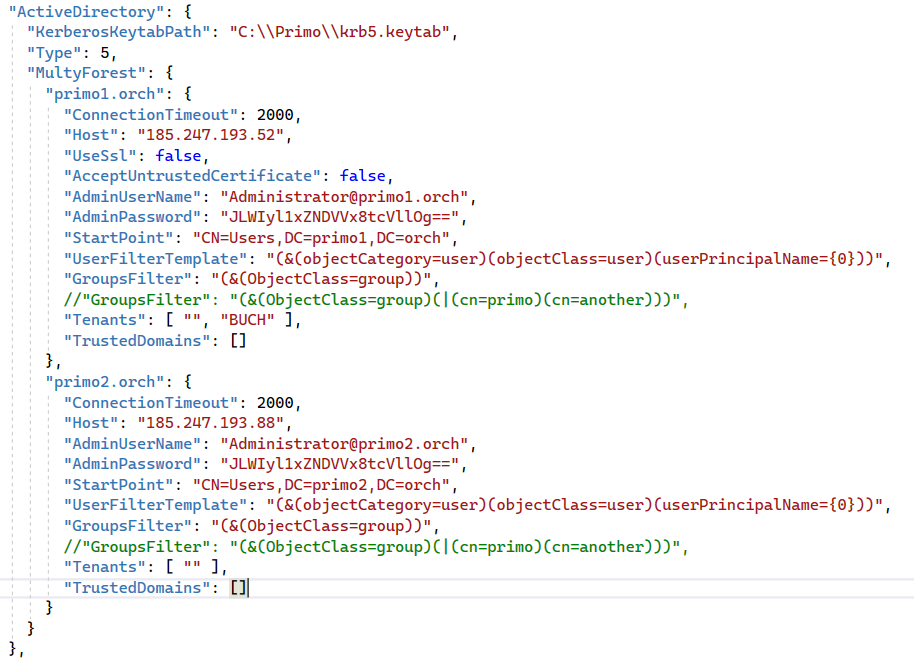 "ActiveDirectory": {
"KerberosKeytabPath": "C:\\Primo\\krb5.keytab",
"Type": 5,
"MultyForest": {
"primo1.orch": {
"ConnectionTimeout": 2000,
"Host": "185.247.193.52",
"UseSsl": false,
"AcceptUntrustedCertificate": false,
"AdminUserName": "Administrator@primo1.orch",
"AdminPassword": "JLWIyl1xZNDVVx8tcVllOg==",
"StartPoint": "CN=Users,DC=primo1,DC=orch",
"UserFilterTemplate": "(&(objectCategory=user)(objectClass=user)(userPrincipalName={0}))",
"GroupsFilter": "(&(ObjectClass=group))",
//"GroupsFilter": "(&(ObjectClass=group)(|(cn=primo)(cn=another)))",
"Tenants": [ "", "BUCH" ],
"TrustedDomains": []
},
"primo2.orch": {
"ConnectionTimeout": 2000,
"Host": "185.247.193.88",
"AdminUserName": "Administrator@primo2.orch",
"AdminPassword": "JLWIyl1xZNDVVx8tcVllOg==",
"StartPoint": "CN=Users,DC=primo2,DC=orch",
"UserFilterTemplate": "(&(objectCategory=user)(objectClass=user)(userPrincipalName={0}))",
"GroupsFilter": "(&(ObjectClass=group))",
//"GroupsFilter": "(&(ObjectClass=group)(|(cn=primo)(cn=another)))",
"Tenants": [ "" ],
"TrustedDomains": []
}
}
},